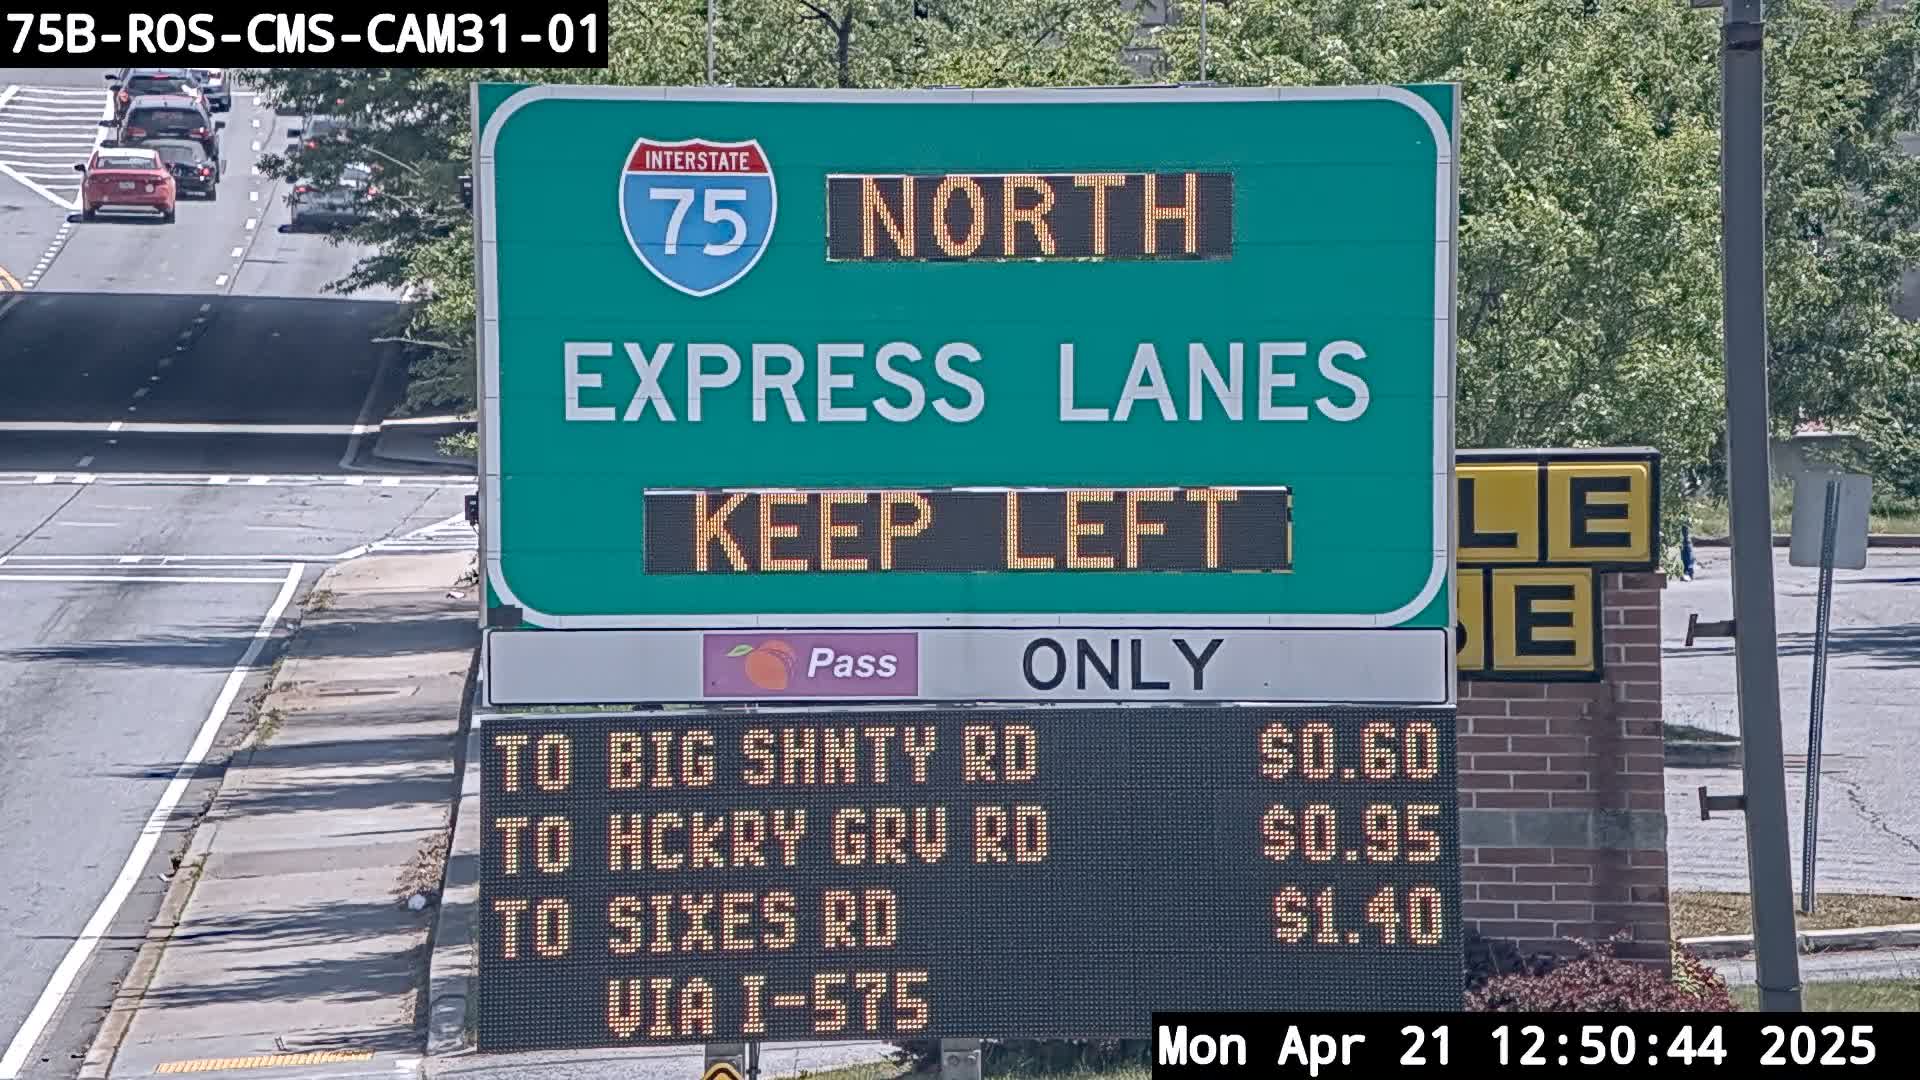 75B-ROS-CMS-CAM31-01
INTERSTATE
75
NORTH
EXPRESS LANES
KEEP LEFT
LE
E
Pass ONLY
TO BIG SHNTY RD $0.60
TO HCKRY GRV RD $0.95
TO SIXES RD $1.40
VIA I-575
Mon Apr 21 12:50:44 2025